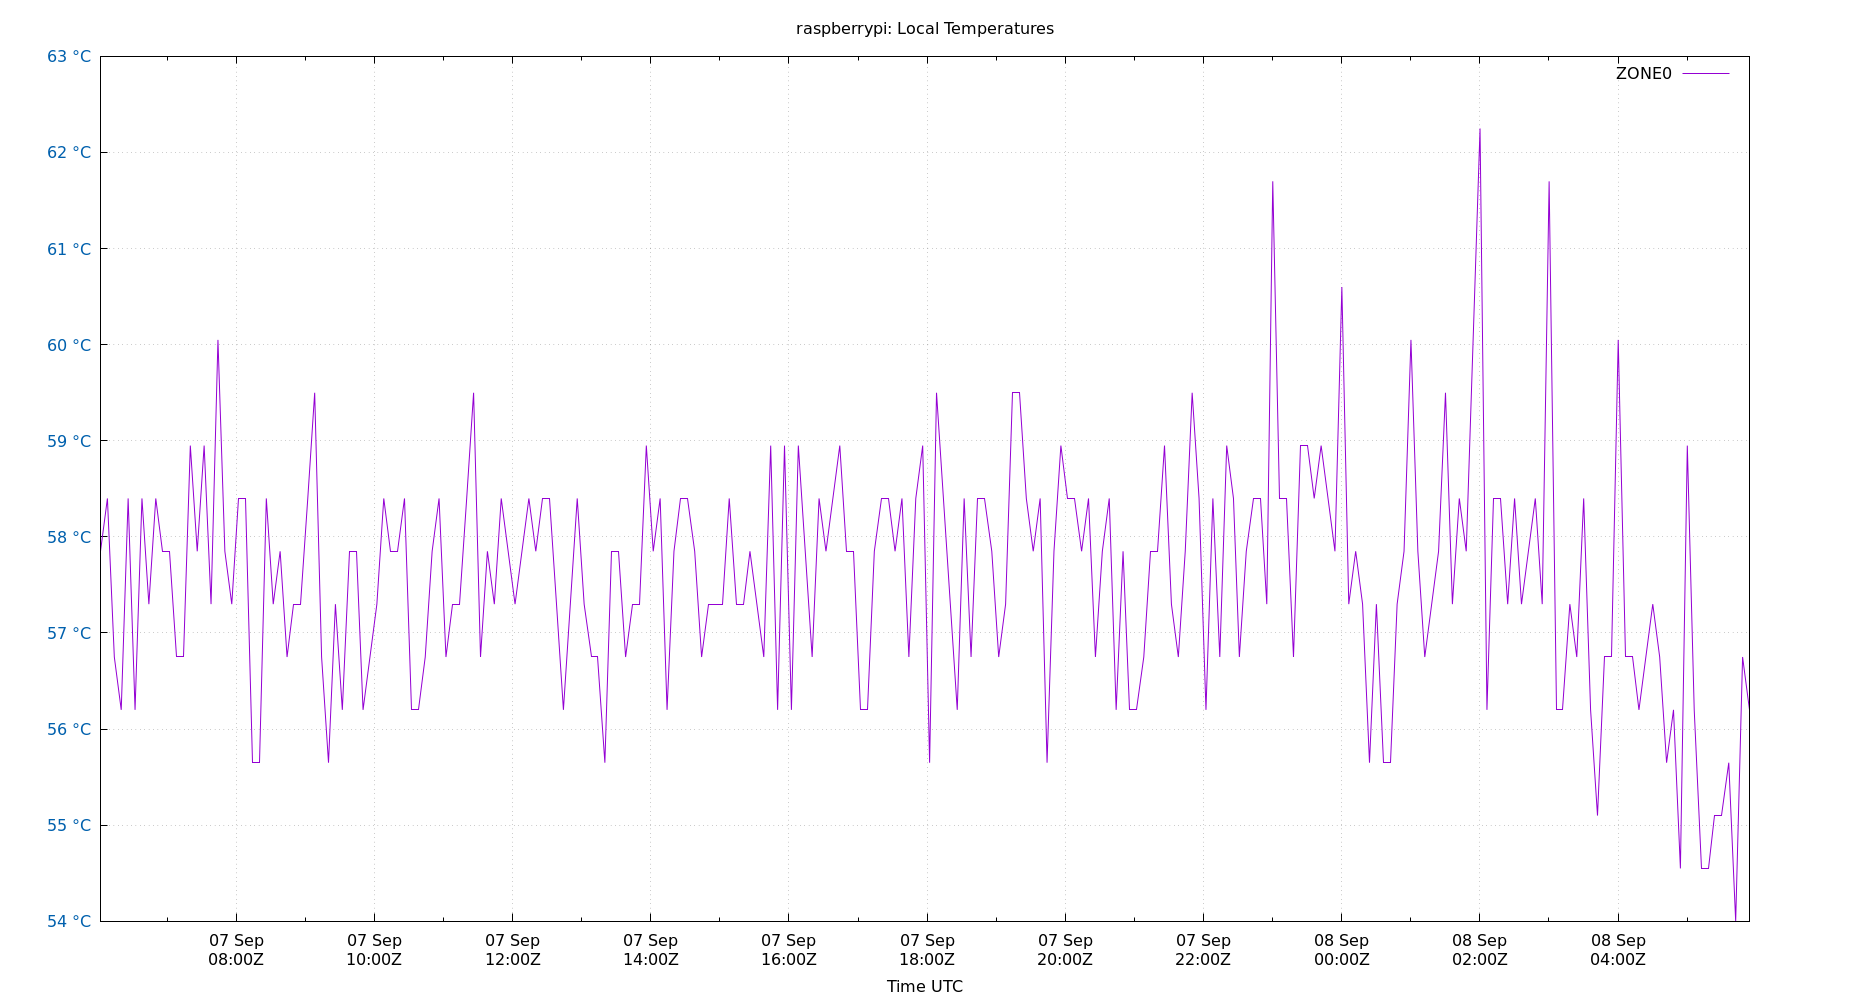 raspberrypi: Local Temperatures
63 °C
ZONE0
62 °C
61 °C
60 °C
59 °C
58 °C
57 °C
56 °C
55 °C
54 °C
07 Sep 07 Sep 07 Sep 07 Sep 07 Sep 07 Sep 07 Sep 07 Sep 08 Sep 08 Sep 08 Sep
08:00Z 10:00Z 12:00Z 14:00Z 16:00Z 18:00Z 20:00Z 22:00Z 00:00Z 02:00Z 04:00Z
Time UTC